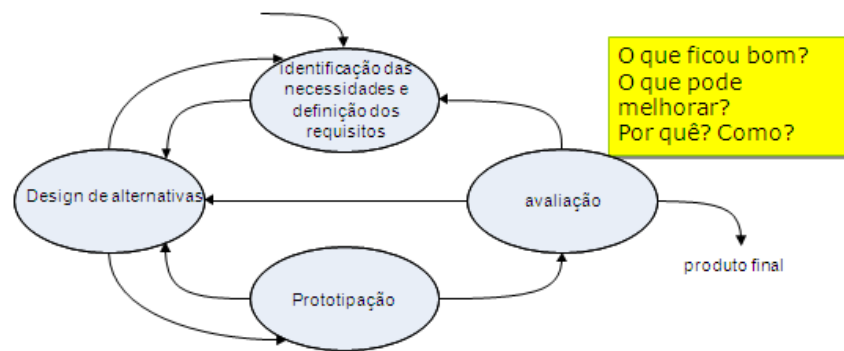 identificação das
necessidades e
definição dos
requisitos
O que ficou bom?
O que pode
melhorar?
Por quê? Como?
Design de alternativas
avaliação
produto final
Prototipação